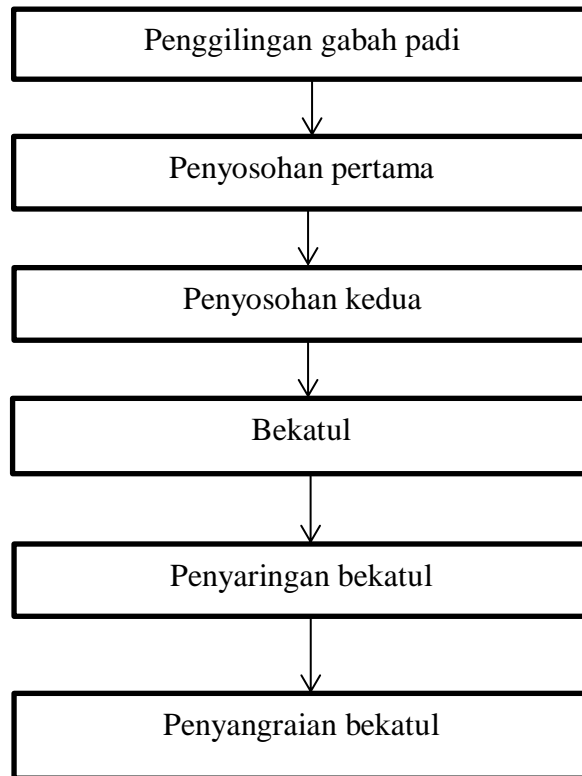 Penggilingan gabah padi
Penyosohan pertama
Penyosohan kedua
Bekatul
Penyaringan bekatul
Penyangraian bekatul